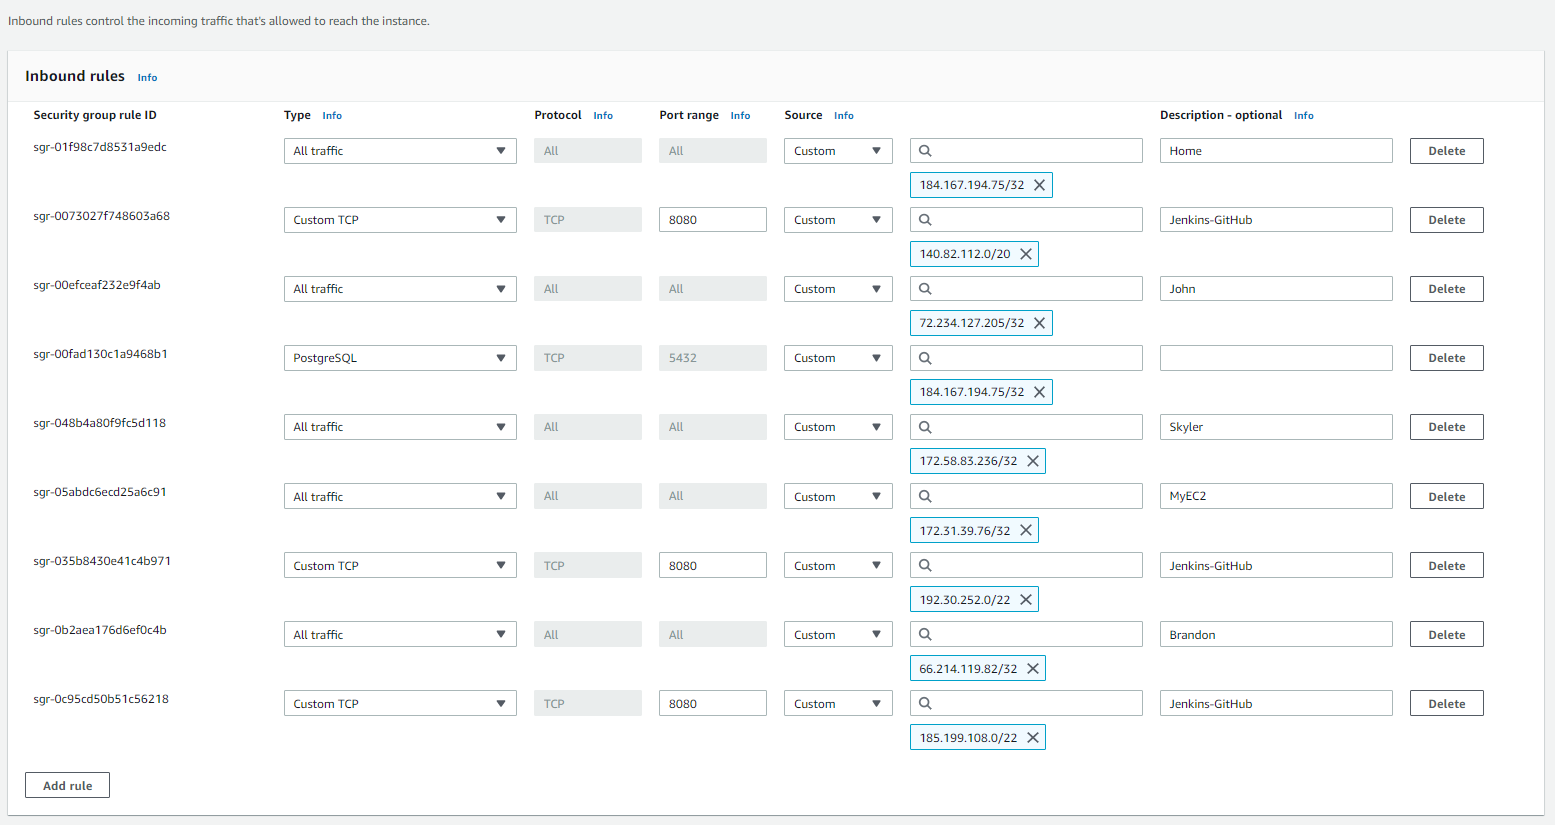 Inbound rules control the incoming traffic that's allowed to reach the instance.
Inbound rules Info
Security group rule ID Type Info Protocol Info Port range Info Source Info Description - optional Info
sgr-01f98c7d8531a9edc All traffic All All Custom Home Delete
184.167.194.75/32
sgr-0073027f748603a68 Custom TCP TCP 8080 Custom Jenkins-GitHub Delete
140.82.112.0/20
sgr-00efceaf232e9f4ab All traffic All All Custom John Delete
72.234.127.205/32
sgr-00fad130c1a9468b1 PostgreSQL TCP 5432 Custom Delete
184.167.194.75/32
sgr-048b4a80f9fc5d118 All traffic All All Custom Skyler Delete
172.58.83.236/32
sgr-05abdc6ecd25a6c91 All traffic All All Custom MyEC2 Delete
172.31.39.76/32
sgr-035b8430e41c4b971 Custom TCP TCP 8080 Custom Jenkins-GitHub Delete
192.30.252.0/22
sgr-0b2aea176d6ef0c4b All traffic All All Custom Brandon Delete
66.214.119.82/32
sgr-0c95cd50b51c56218 Custom TCP TCP 8080 Custom Jenkins-GitHub Delete
185.199.108.0/22
Add rule